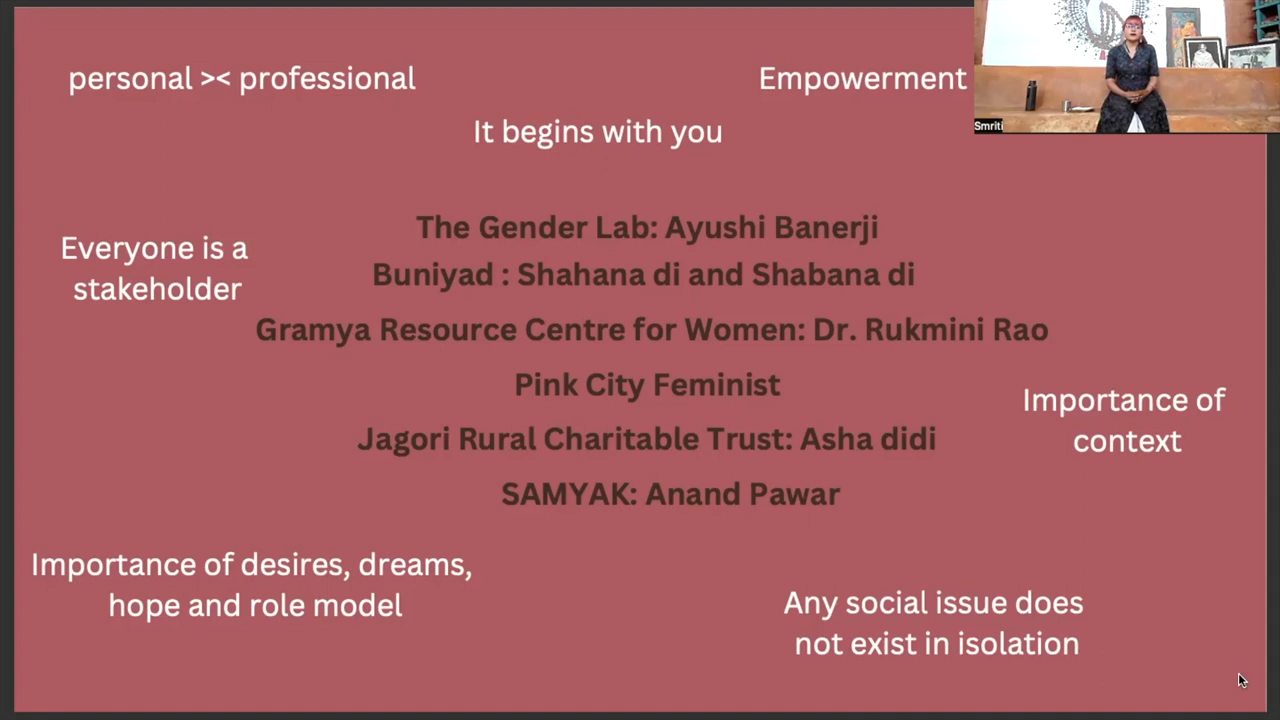 personal >< professional
Empowerment
It begins with you
Smriti
The Gender Lab: Ayushi Banerji
Everyone is a
stakeholder
Buniyad : Shahana di and Shabana di
Gramya Resource Centre for Women: Dr. Rukmini Rao
Pink City Feminist
Importance of
context
Jagori Rural Charitable Trust: Asha didi
SAMYAK: Anand Pawar
Importance of desires, dreams,
hope and role model
Any social issue does
not exist in isolation